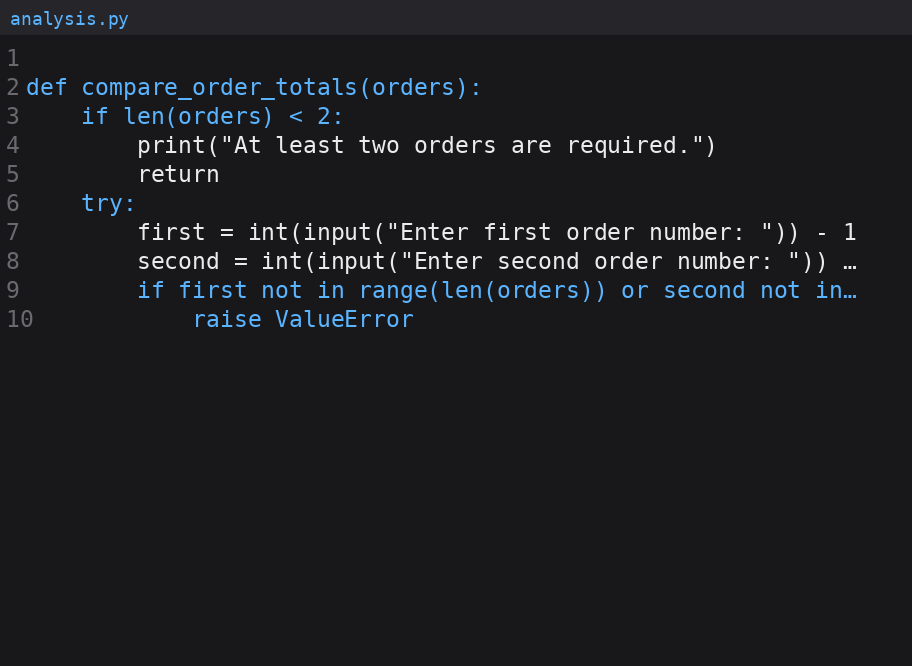 analysis.py
1
2 def compare_order_totals(orders):
3     if len(orders) < 2:
4         print("At least two orders are required.")
5         return
6     try:
7         first = int(input("Enter first order number: ")) - 1
8         second = int(input("Enter second order number: ")) …
9         if first not in range(len(orders)) or second not in…
10             raise ValueError